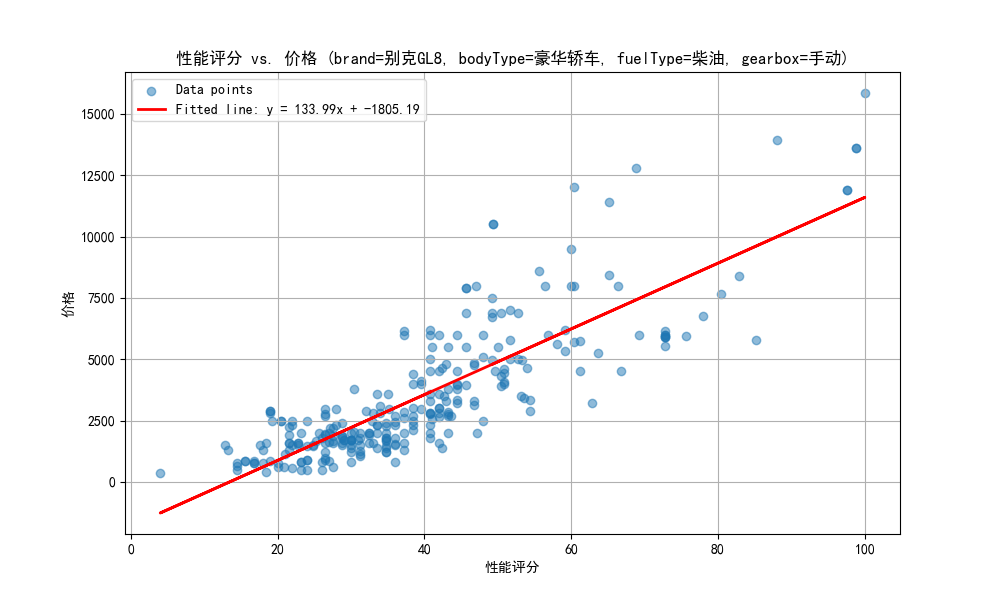 性能评分 vs. 价格 (brand=别克GL8, bodyType=豪华轿车, fuelType=柴油, gearbox=手动)
Data points
Fitted line: y = 133.99x + -1805.19
15000
12500
10000
7500
5000
2500
0
价格
0 20 40 60 80 100
性能评分